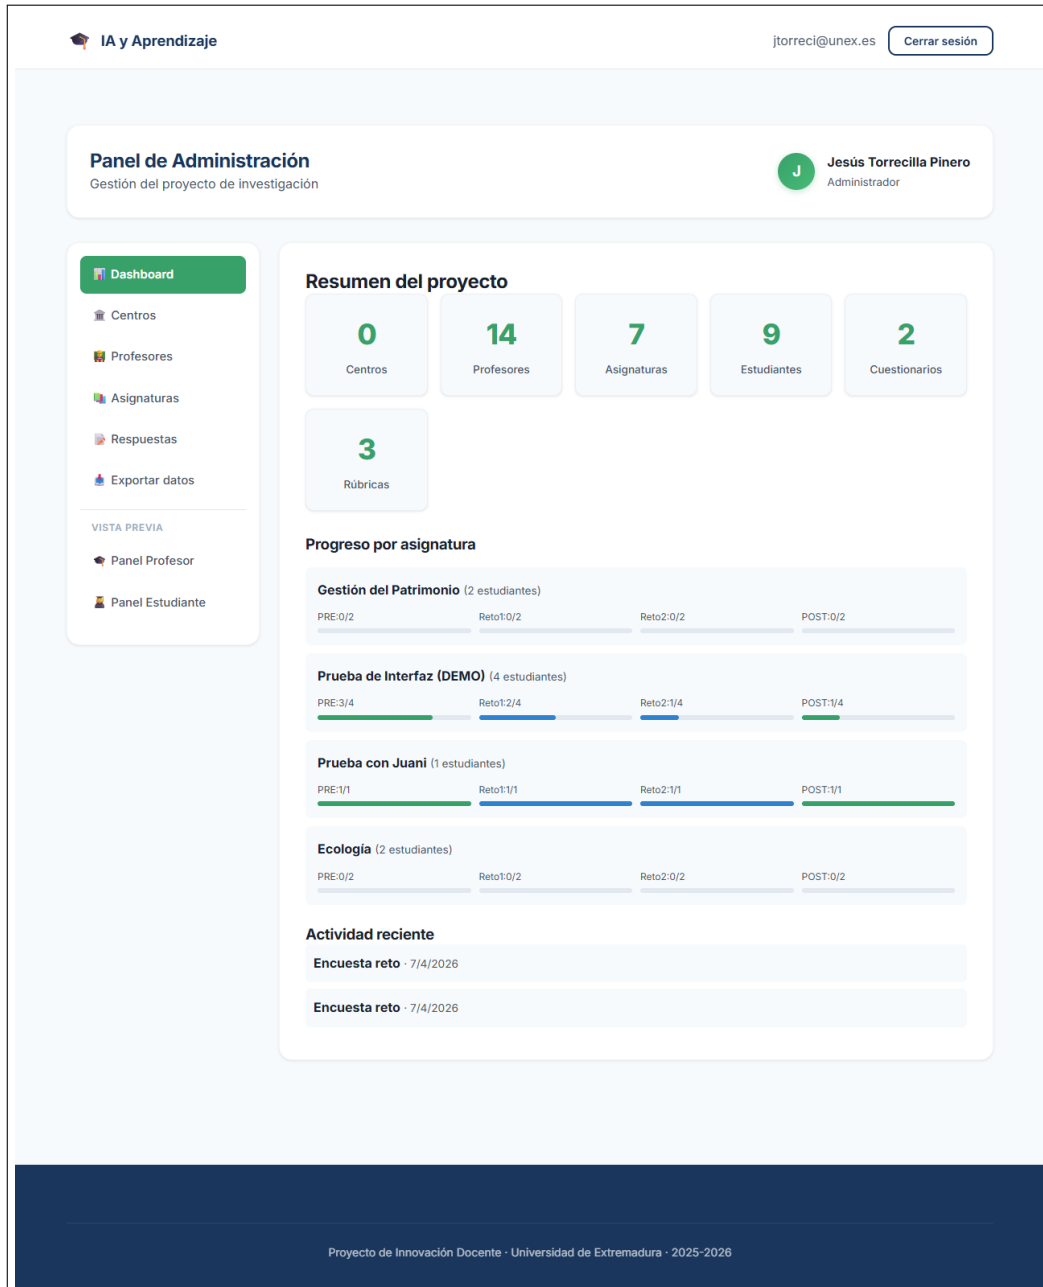 IA y Aprendizaje
jtorreci@unex.es
Cerrar sesión
Panel de Administración
Gestión del proyecto de investigación
J
Jesús Torrecilla Pinero
Administrador
Dashboard
Centros
Profesores
Asignaturas
Respuestas
Exportar datos
VISTA PREVIA
Panel Profesor
Panel Estudiante
Resumen del proyecto
0
Centros
14
Profesores
7
Asignaturas
9
Estudiantes
2
Cuestionarios
3
Rúbricas
Progreso por asignatura
Gestión del Patrimonio (2 estudiantes)
PRE:0/2 Reto1:0/2 Reto2:0/2 POST:0/2
Prueba de Interfaz (DEMO) (4 estudiantes)
PRE:3/4 Reto1:2/4 Reto2:1/4 POST:1/4
Prueba con Juani (1 estudiantes)
PRE:1/1 Reto1:1/1 Reto2:1/1 POST:1/1
Ecología (2 estudiantes)
PRE:0/2 Reto1:0/2 Reto2:0/2 POST:0/2
Actividad reciente
Encuesta reto · 7/4/2026
Encuesta reto · 7/4/2026
Proyecto de Innovación Docente · Universidad de Extremadura · 2025-2026